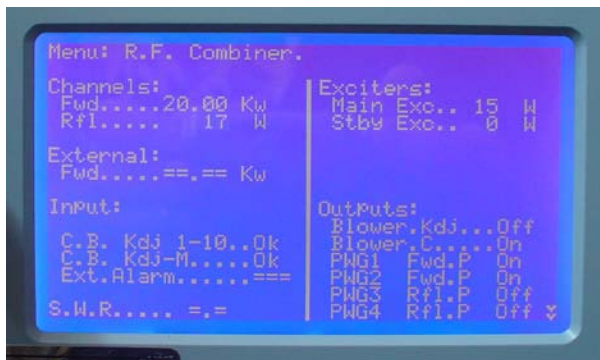 Menu: R.F. Combiner.
Channels:
Fwd.....20.00 Kw
Rfl..... 17 W
External:
Fwd.....==.== Kw
Input:
C.B. Kdj 1-10..Ok
C.B. Kdj-M.....Ok
Ext.Alarm......===
S.W.R..... =.=
Exciters:
Main Exc.. 15 W
Stby Exc.. 0 W
Outputs:
Blower.Kdj...Off
Blower.C.....On
PWG1 Fwd.P On
PWG2 Fwd.P On
PWG3 Rfl.P Off
PWG4 Rfl.P Off